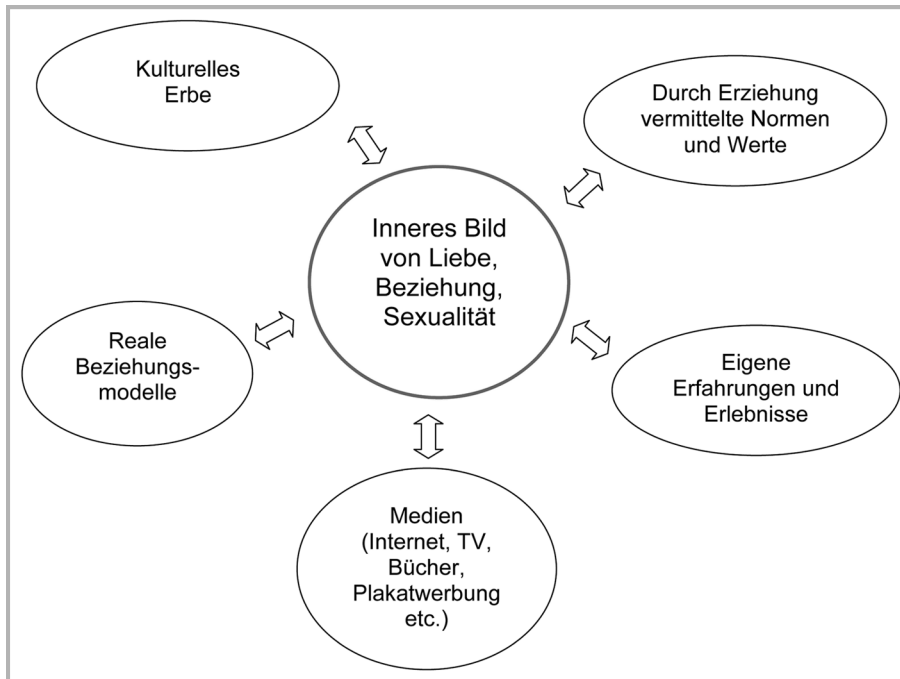 Kulturelles
Erbe
Durch Erziehung
vermittelte Normen
und Werte
Inneres Bild
von Liebe,
Beziehung,
Sexualität
Reale
Beziehungs-
modelle
Eigene
Erfahrungen und
Erlebnisse
Medien
(Internet, TV,
Bücher,
Plakatwerbung
etc.)